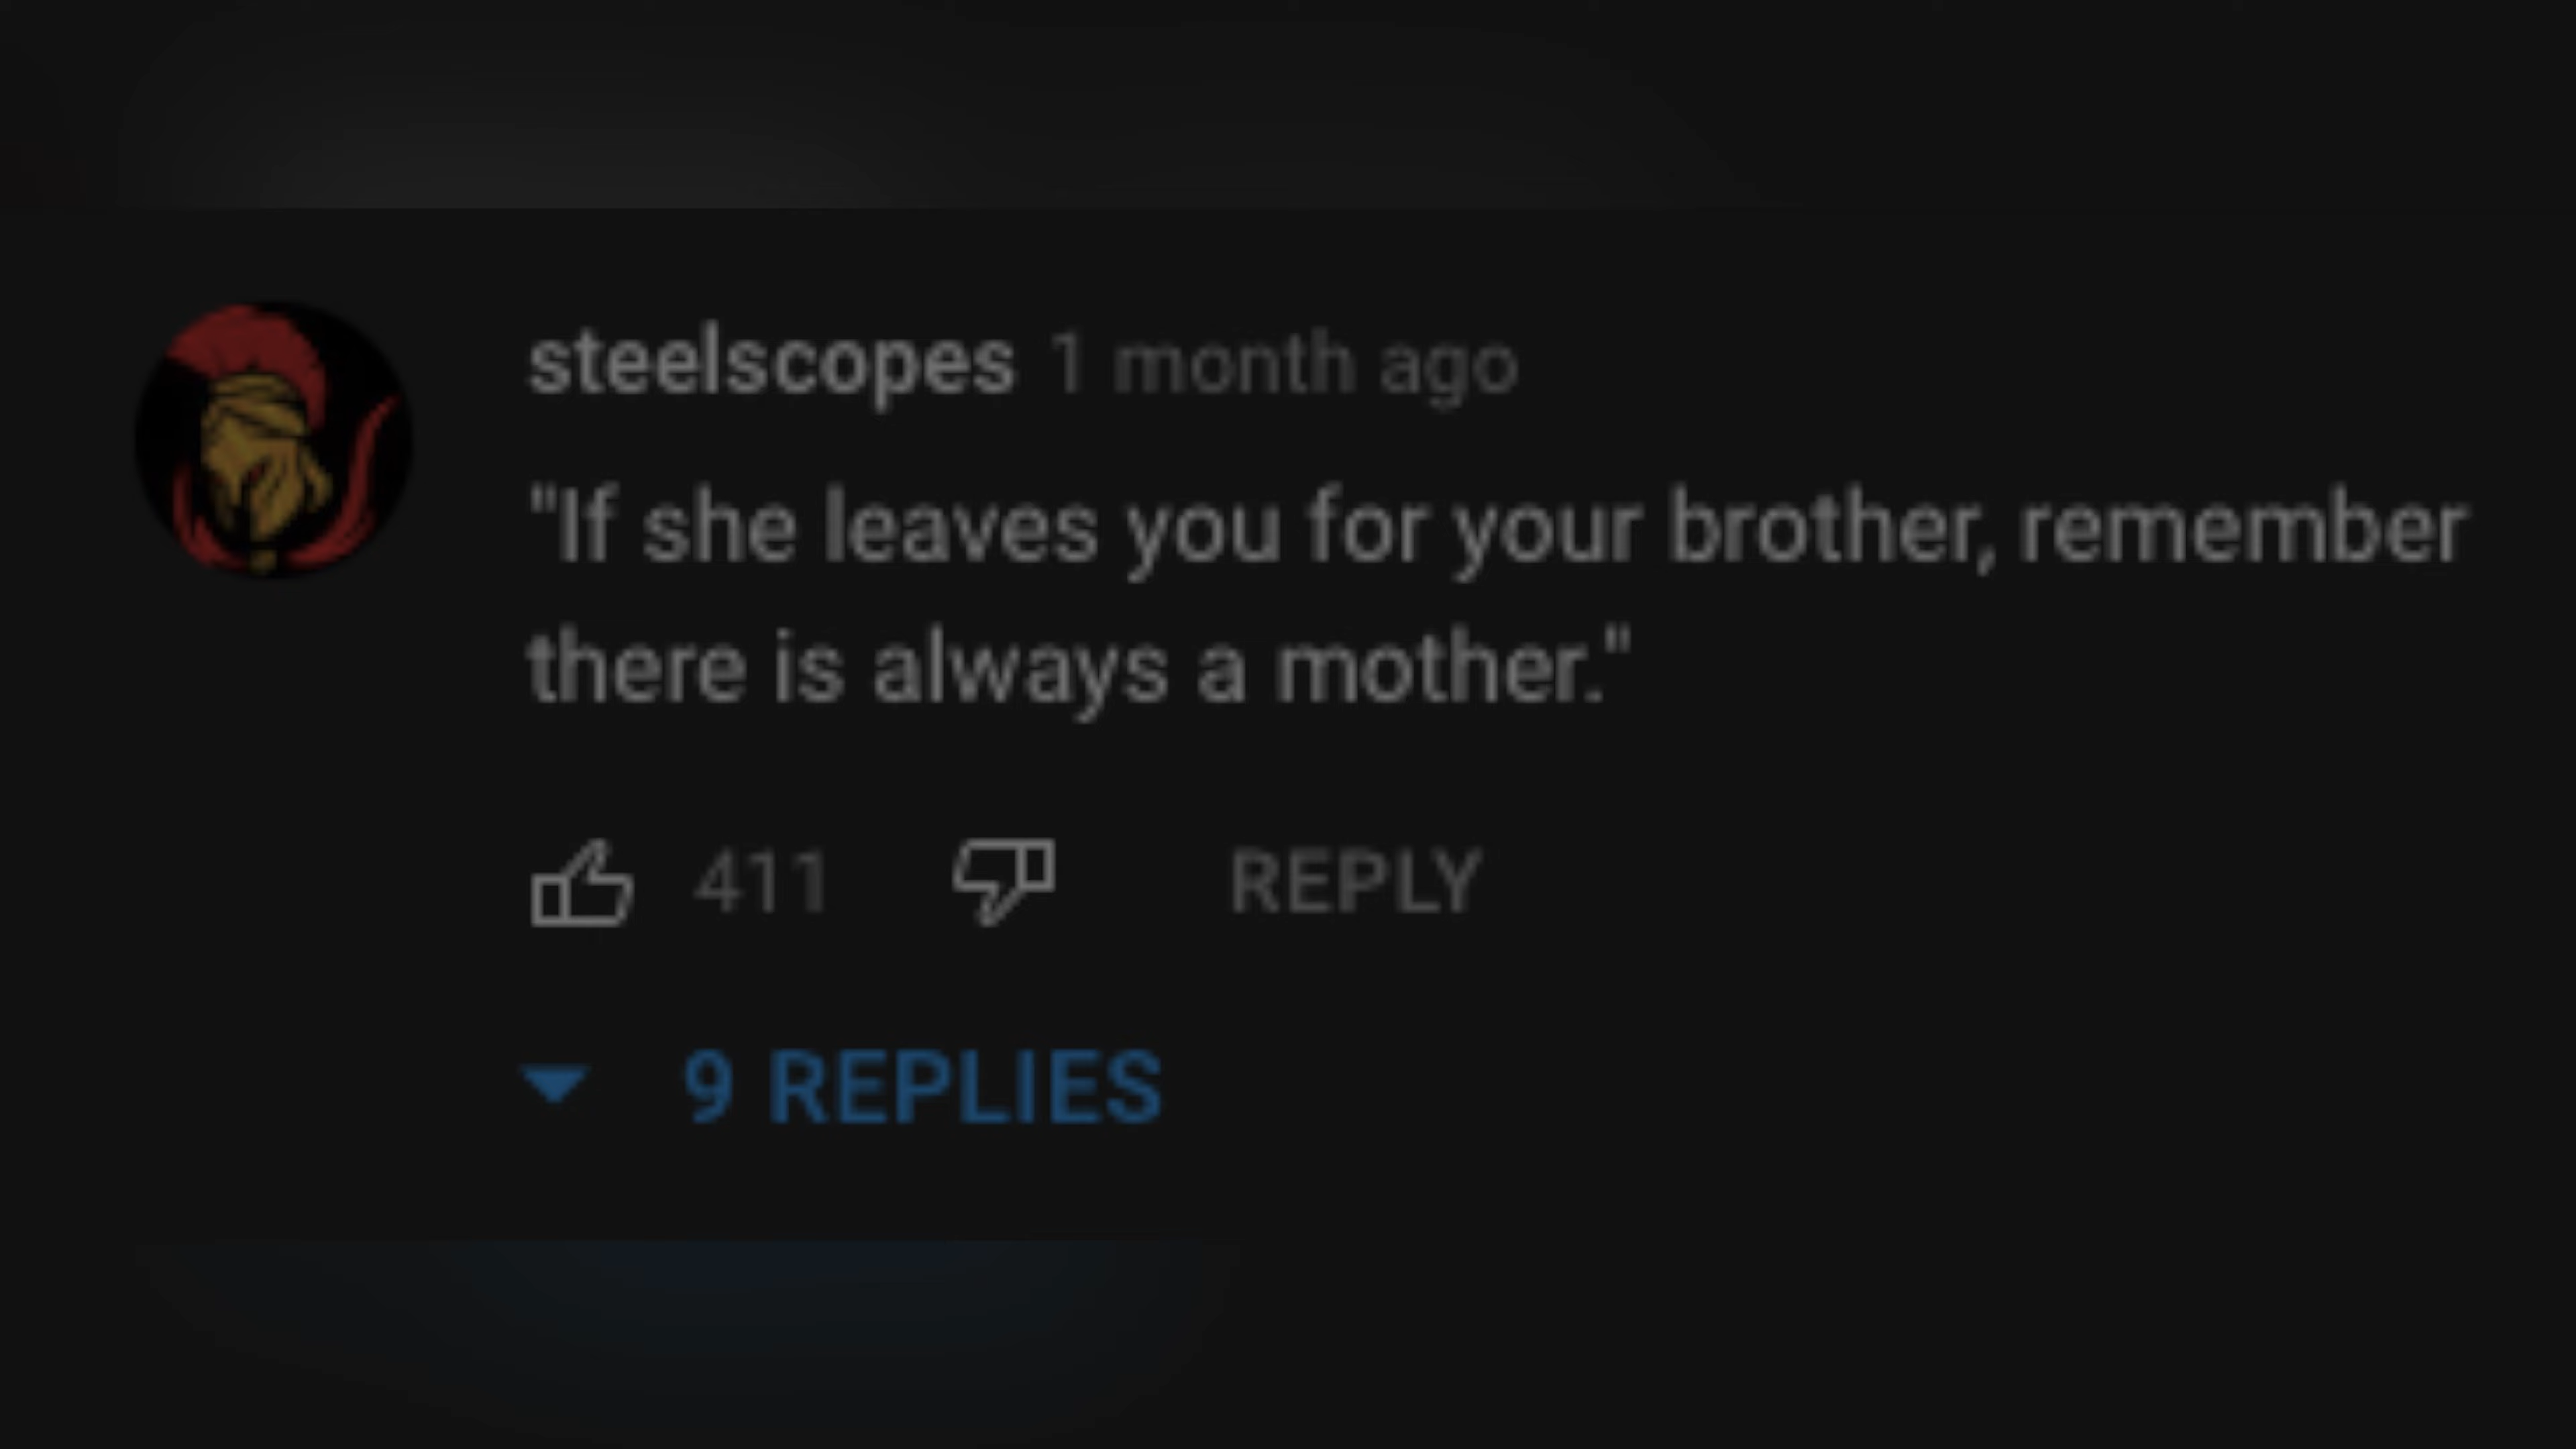 steelscopes 1 month ago
"If she leaves you for your brother, remember
there is always a mother."
411 REPLY
9 REPLIES